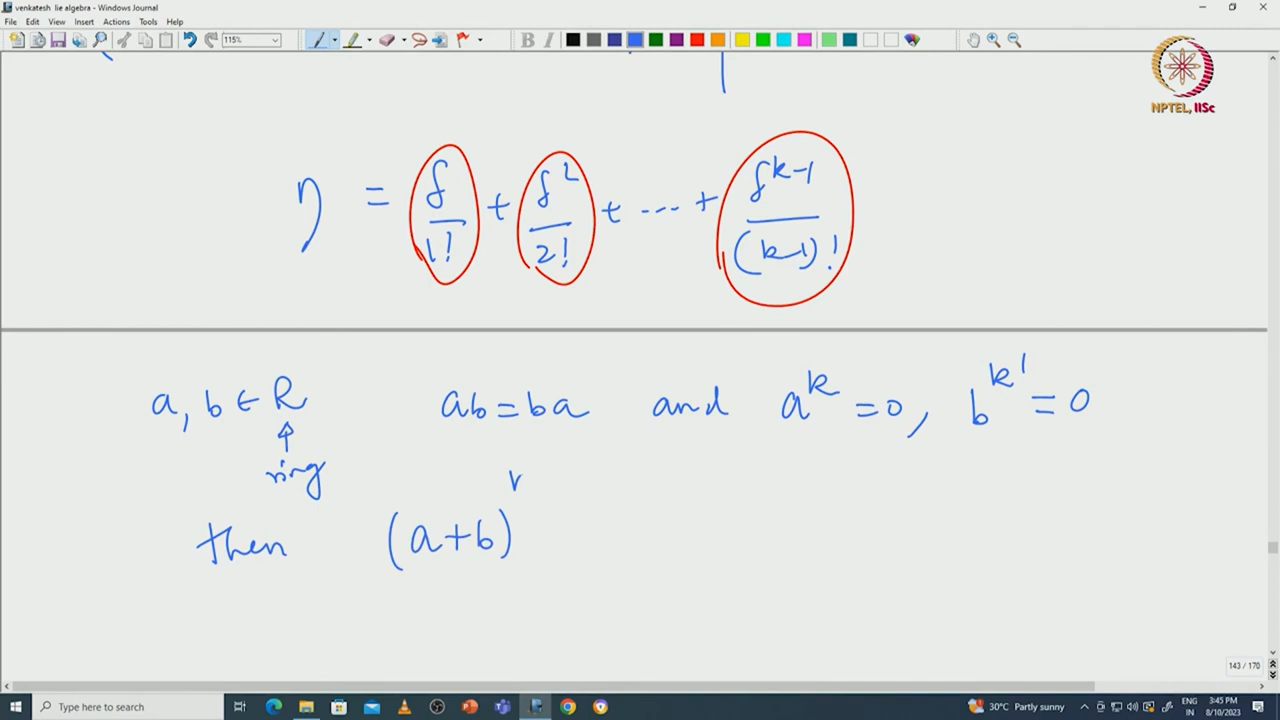 venkatesh lie algebra - Windows Journal
File Edit View Insert Actions Tools Help
115%
B I
NPTEL, IISc
η = f/1! + f^2/2! + ... + f^{k-1}/(k-1)!
a, b ∈ R ab = ba and a^k = 0, b^{k'} = 0
↑
ring
then (a+b)
143 / 170
Type here to search
30°C Partly sunny
ENG
IN
3:45 PM
8/10/2023